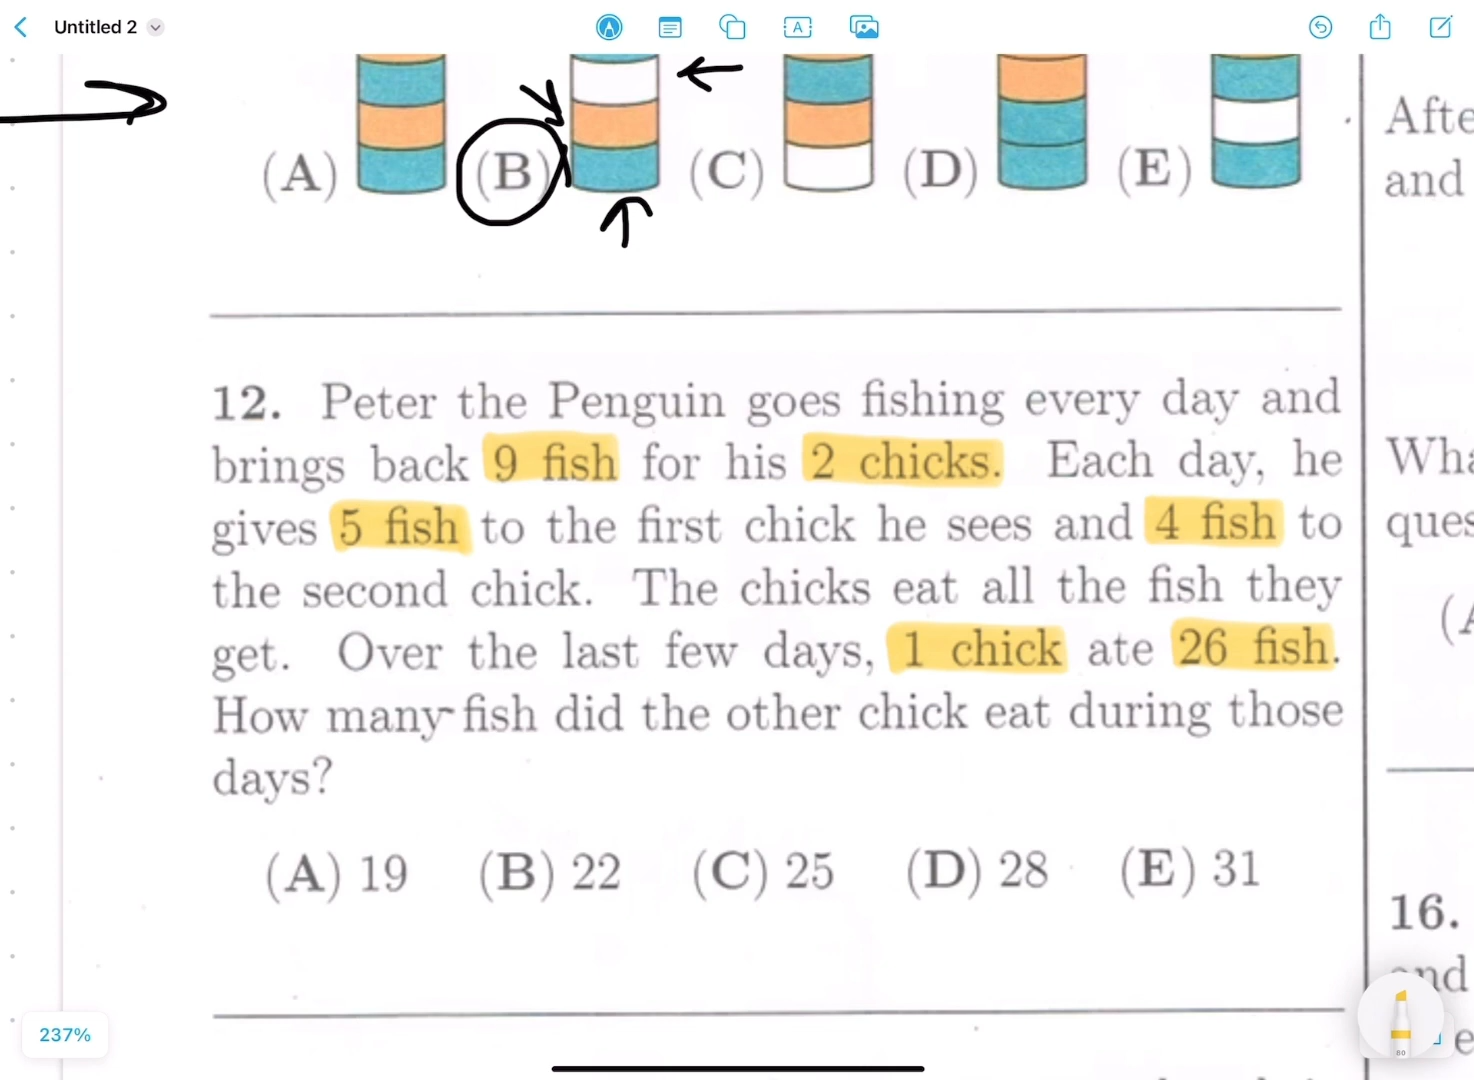 Untitled 2
(A) (B) (C) (D) (E)
Afte
and
12. Peter the Penguin goes fishing every day and
brings back 9 fish for his 2 chicks. Each day, he
gives 5 fish to the first chick he sees and 4 fish to
the second chick. The chicks eat all the fish they
get. Over the last few days, 1 chick ate 26 fish.
How many fish did the other chick eat during those
days?
(A) 19 (B) 22 (C) 25 (D) 28 (E) 31
Wha
ques
(A
16.
nd
e
237%
80